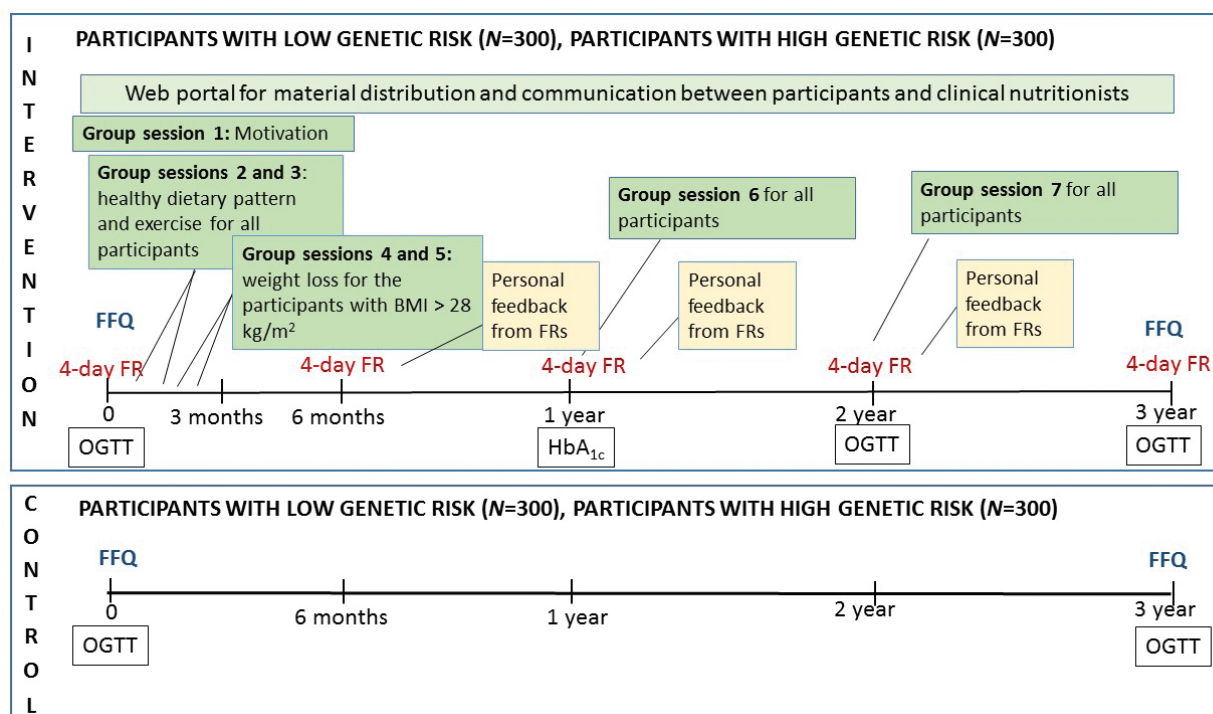 INTERVENTION
PARTICIPANTS WITH LOW GENETIC RISK (N=300), PARTICIPANTS WITH HIGH GENETIC RISK (N=300)
Web portal for material distribution and communication between participants and clinical nutritionists
Group session 1: Motivation
Group sessions 2 and 3:
healthy dietary pattern
and exercise for all
participants
Group sessions 4 and 5:
weight loss for the
participants with BMI > 28
kg/m²
Personal
feedback
from FRs
Group session 6 for all
participants
Personal
feedback
from FRs
Group session 7 for all
participants
Personal
feedback
from FRs
FFQ
FFQ
4-day FR
4-day FR
4-day FR
4-day FR
4-day FR
0
3 months
6 months
1 year
2 year
3 year
OGTT
HbA1c
OGTT
OGTT
CONTROL
PARTICIPANTS WITH LOW GENETIC RISK (N=300), PARTICIPANTS WITH HIGH GENETIC RISK (N=300)
FFQ
FFQ
0
6 months
1 year
2 year
3 year
OGTT
OGTT